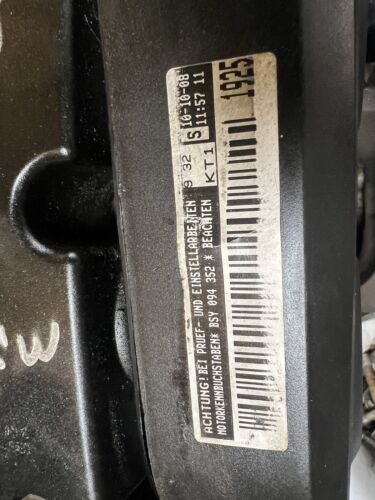 ACHTUNG!BEI PRUEF- UND EINSTELLARBEITEN
MOTORKENNBUCHSTABEN* BSY 094 352 * BEACHTEN
S 32
KT1
S
10-10-08
11:57 11
1925